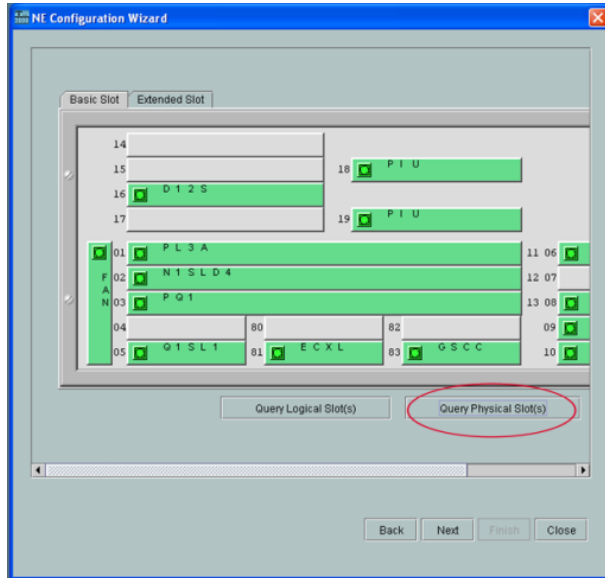 NE Configuration Wizard
Basic Slot Extended Slot
14
15
18 PIU
16 D12S
17
19 PIU
01 PL3A 11 06
FAN 02 N1SLD4 12 07
03 PQ1 13 08
04 80 82 09
05 Q1SL1 81 ECXL 83 GSCC 10
Query Logical Slot(s) Query Physical Slot(s)
Back Next Finish Close